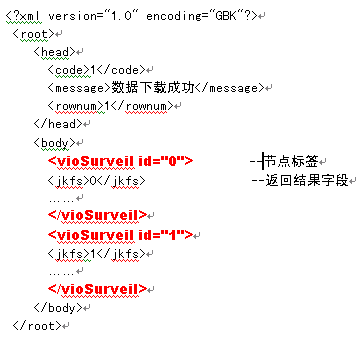 <?xml version="1.0" encoding="GBK"?>
<root>
<head>
<code>1</code>
<message>数据下载成功</message>
<rownum>1</rownum>
</head>
<body>
<vioSurveil id="0"> --节点标签
<jkfs>0</jkfs> --返回结果字段
……
</vioSurveil>
<vioSurveil id="1">
<jkfs>1</jkfs>
……
</vioSurveil>
</body>
</root>